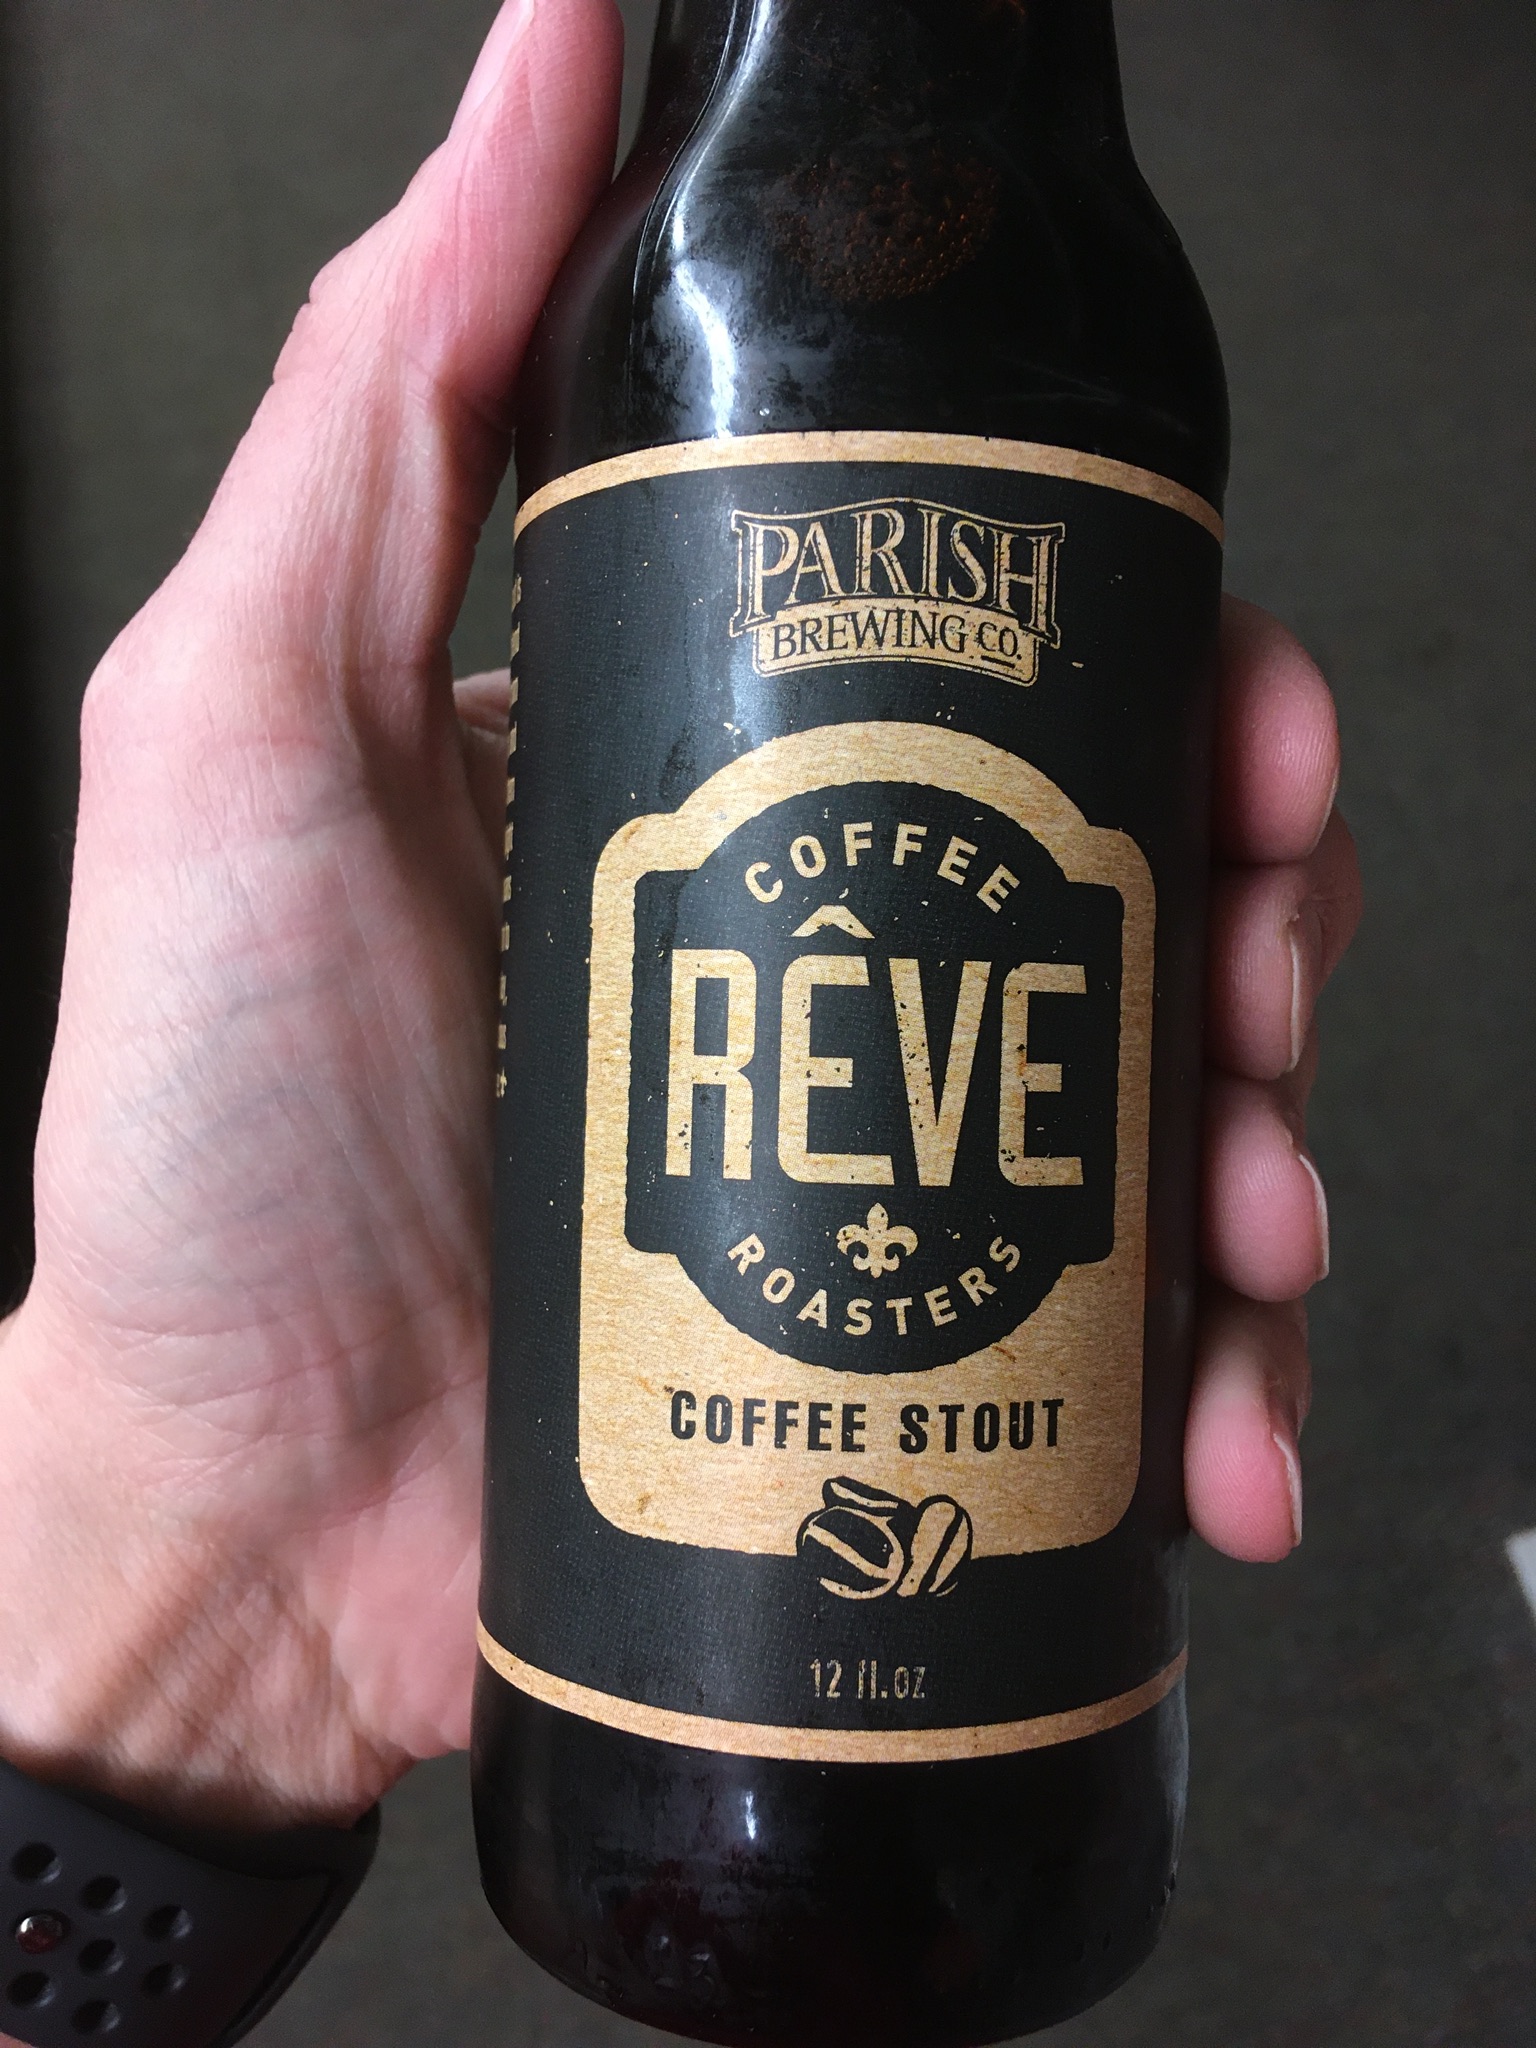 PARISH
BREWING CO.
COFFEE
RÊVE
ROASTERS
COFFEE STOUT
12 fl.oz